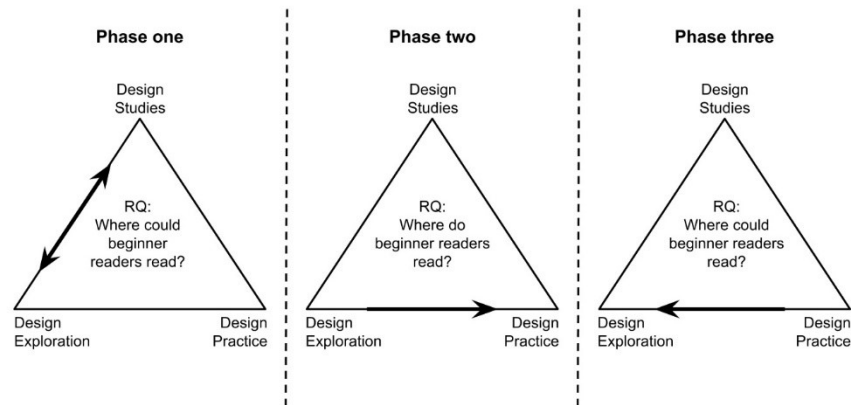 Phase one
Design
Studies
RQ:
Where could
beginner
readers read?
Design
Exploration
Design
Practice
Phase two
Design
Studies
RQ:
Where do
beginner readers
read?
Design
Exploration
Design
Practice
Phase three
Design
Studies
RQ:
Where could
beginner readers
read?
Design
Exploration
Design
Practice